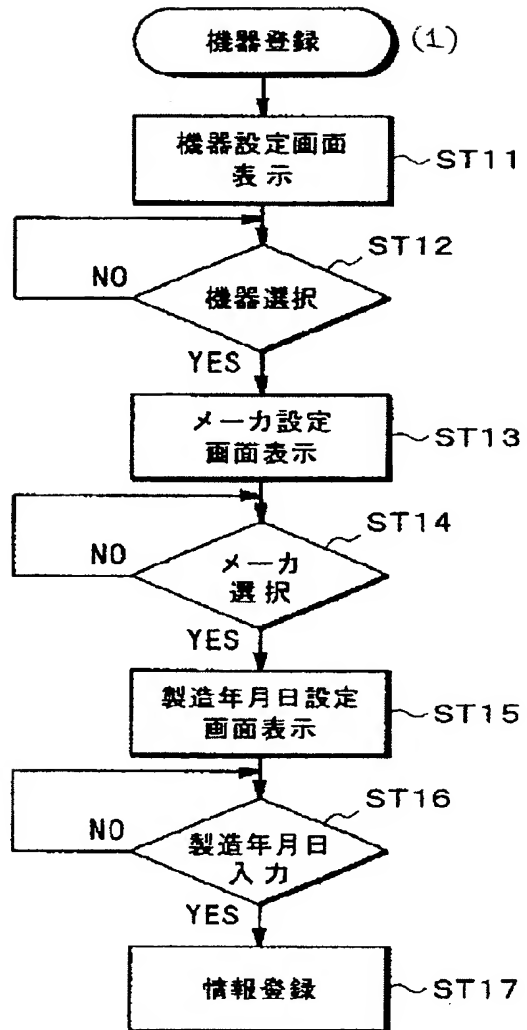 機器登録 (1)
機器設定画面
表示
ST11
ST12
NO
機器選択
YES
メーカ設定
画面表示
ST13
ST14
NO
メーカ
選択
YES
製造年月日設定
画面表示
ST15
ST16
NO
製造年月日
入力
YES
情報登録
ST17